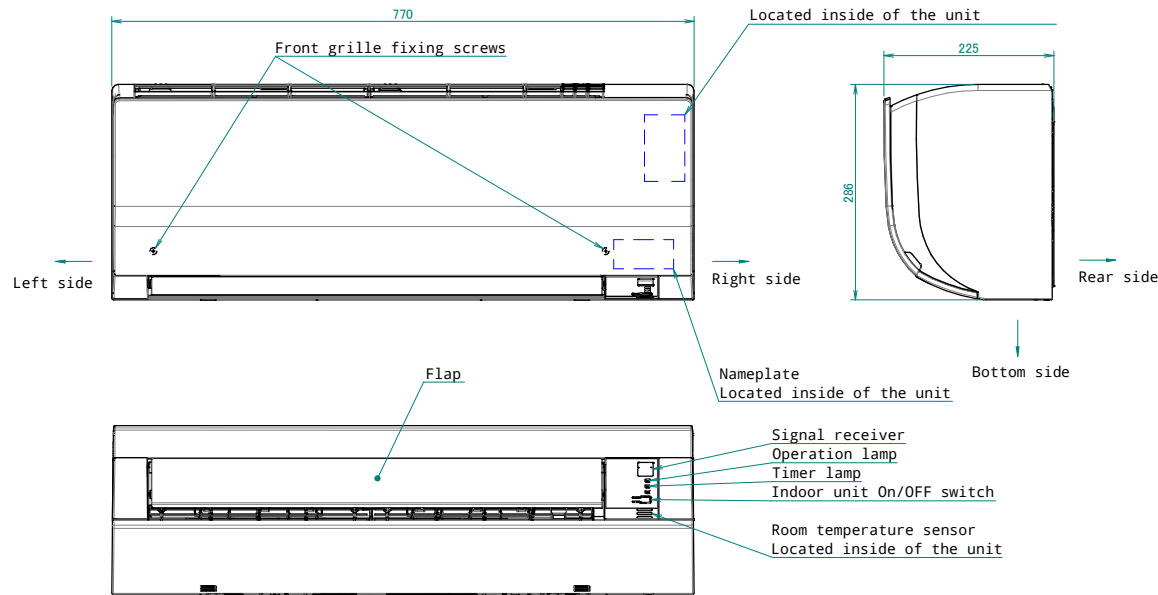 770
Located inside of the unit
Front grille fixing screws
225
286
Left side
Right side
Rear side
Bottom side
Nameplate
Located inside of the unit
Flap
Signal receiver
Operation lamp
Timer lamp
Indoor unit On/OFF switch
Room temperature sensor
Located inside of the unit